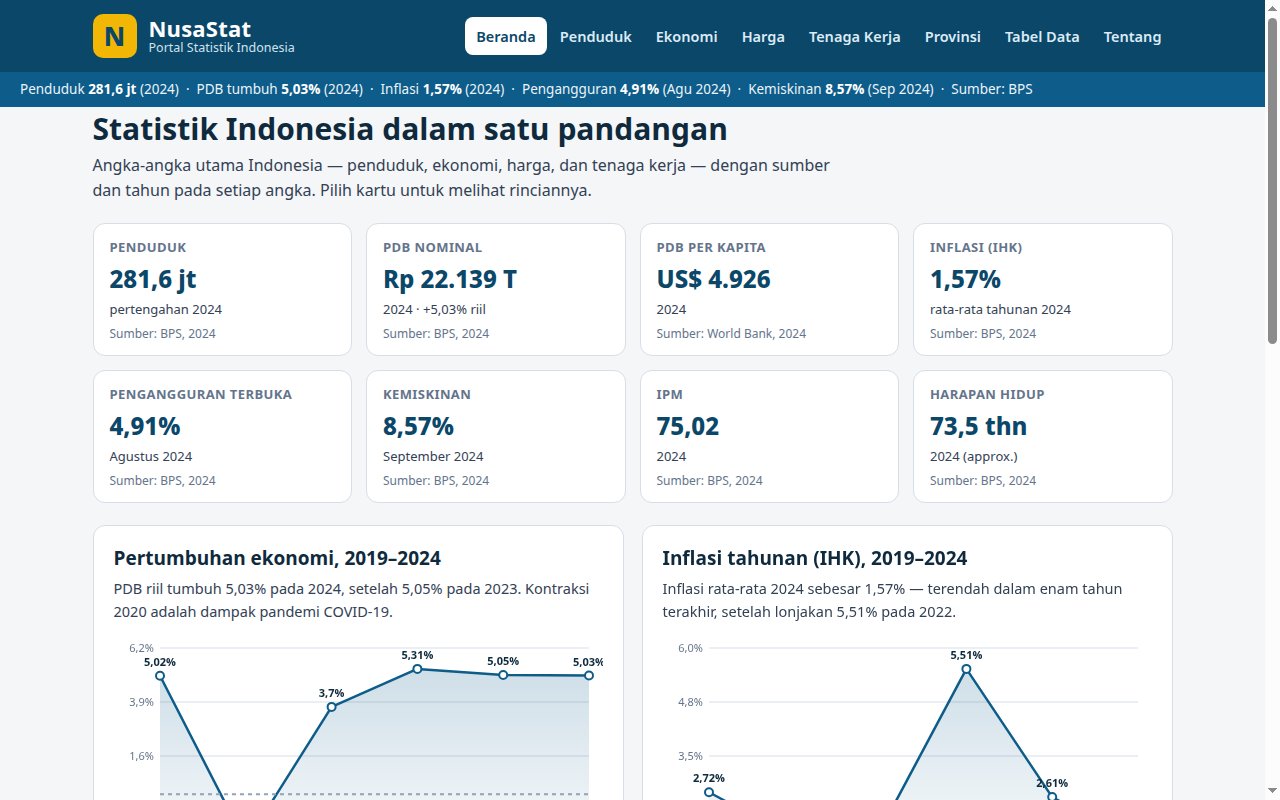 N
NusaStat
Portal Statistik Indonesia
Beranda Penduduk Ekonomi Harga Tenaga Kerja Provinsi Tabel Data Tentang
Penduduk 281,6 jt (2024) · PDB tumbuh 5,03% (2024) · Inflasi 1,57% (2024) · Pengangguran 4,91% (Agu 2024) · Kemiskinan 8,57% (Sep 2024) · Sumber: BPS
Statistik Indonesia dalam satu pandangan
Angka-angka utama Indonesia — penduduk, ekonomi, harga, dan tenaga kerja — dengan sumber
dan tahun pada setiap angka. Pilih kartu untuk melihat rinciannya.
PENDUDUK
281,6 jt
pertengahan 2024
Sumber: BPS, 2024
PDB NOMINAL
Rp 22.139 T
2024 · +5,03% riil
Sumber: BPS, 2024
PDB PER KAPITA
US$ 4.926
2024
Sumber: World Bank, 2024
INFLASI (IHK)
1,57%
rata-rata tahunan 2024
Sumber: BPS, 2024
PENGANGGURAN TERBUKA
4,91%
Agustus 2024
Sumber: BPS, 2024
KEMISKINAN
8,57%
September 2024
Sumber: BPS, 2024
IPM
75,02
2024
Sumber: BPS, 2024
HARAPAN HIDUP
73,5 thn
2024 (approx.)
Sumber: BPS, 2024
Pertumbuhan ekonomi, 2019–2024
PDB riil tumbuh 5,03% pada 2024, setelah 5,05% pada 2023. Kontraksi
2020 adalah dampak pandemi COVID-19.
6,2%
5,02%
5,31%
5,05%
5,03%
3,7%
3,9%
1,6%
Inflasi tahunan (IHK), 2019–2024
Inflasi rata-rata 2024 sebesar 1,57% — terendah dalam enam tahun
terakhir, setelah lonjakan 5,51% pada 2022.
6,0%
5,51%
4,8%
3,5%
2,72%
2,61%